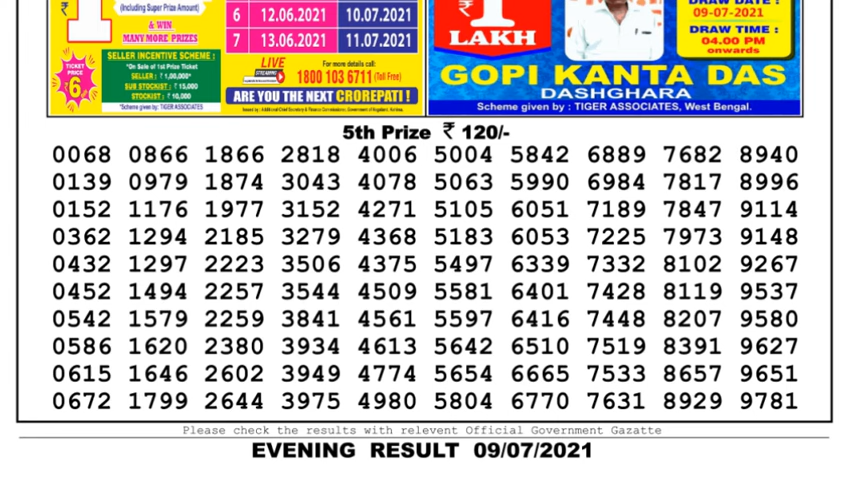 ₹ 1
(Including Super Prize Amount)
& WIN
MANY MORE PRIZES
6 12.06.2021 10.07.2021
7 13.06.2021 11.07.2021
TICKET PRICE ₹6
SELLER INCENTIVE SCHEME :
*On Sale of 1st Prize Ticket
SELLER : ₹ 1,00,000*
SUB STOCKIST : ₹ 15,000
STOCKIST : ₹ 10,000
*Scheme given by: TIGER ASSOCIATES
LIVE STREAMING
For more details call:
1800 103 6711 (Toll Free)
ARE YOU THE NEXT CROREPATI !
₹ 1
LAKH
DRAW DATE :
09-07-2021
DRAW TIME :
04.00 PM
onwards
GOPI KANTA DAS
DASHGHARA
Scheme given by : TIGER ASSOCIATES, West Bengal.
5th Prize ₹ 120/-
0068 0866 1866 2818 4006 5004 5842 6889 7682 8940
0139 0979 1874 3043 4078 5063 5990 6984 7817 8996
0152 1176 1977 3152 4271 5105 6051 7189 7847 9114
0362 1294 2185 3279 4368 5183 6053 7225 7973 9148
0432 1297 2223 3506 4375 5497 6339 7332 8102 9267
0452 1494 2257 3544 4509 5581 6401 7428 8119 9537
0542 1579 2259 3841 4561 5597 6416 7448 8207 9580
0586 1620 2380 3934 4613 5642 6510 7519 8391 9627
0615 1646 2602 3949 4774 5654 6665 7533 8657 9651
0672 1799 2644 3975 4980 5804 6770 7631 8929 9781
Please check the results with relevent Official Government Gazatte
EVENING RESULT 09/07/2021